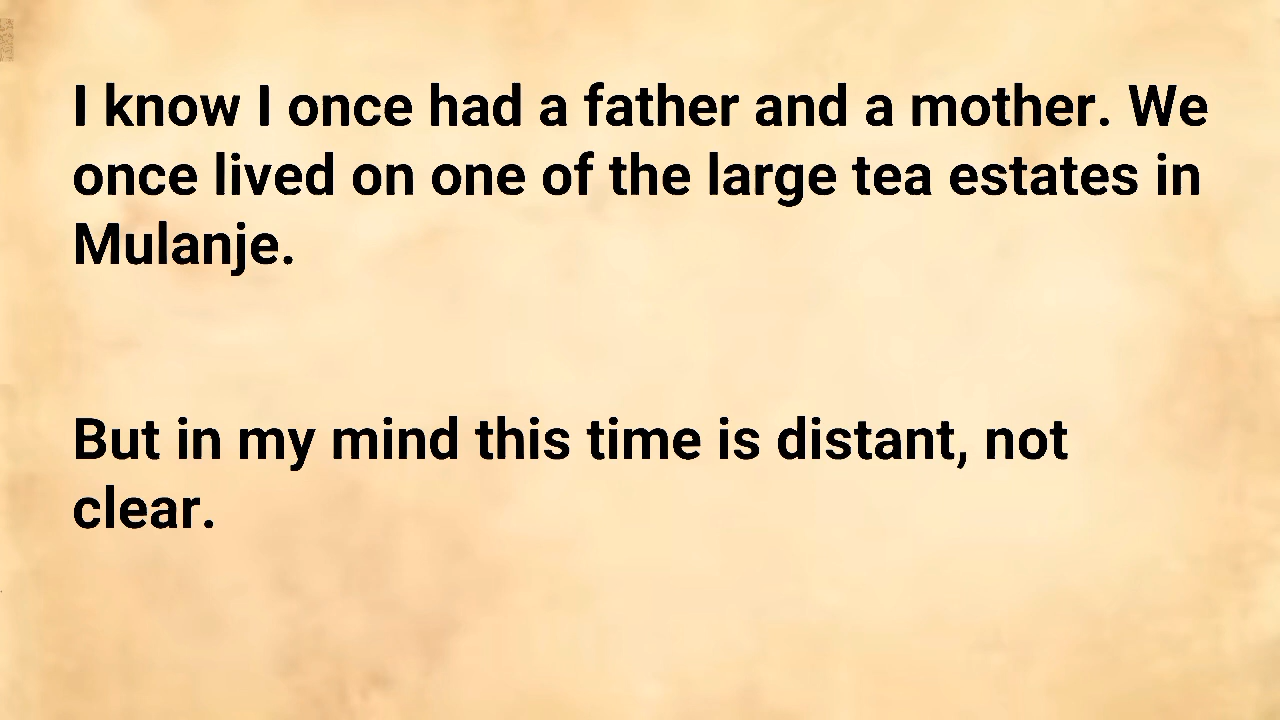 I know I once had a father and a mother. We
once lived on one of the large tea estates in
Mulanje.
But in my mind this time is distant, not
clear.